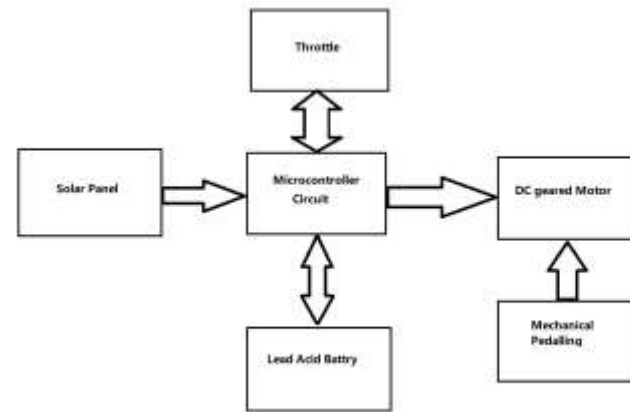 Throttle
Solar Panel
Microcontroller
Circuit
DC geared Motor
Lead Acid Battry
Mechanical
Pedalling